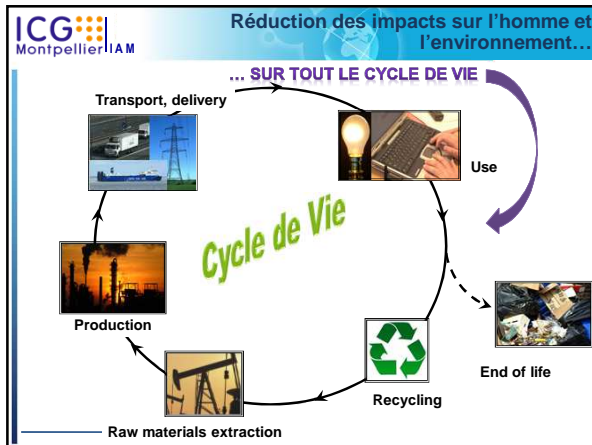 ICG
Montpellier IAM
Réduction des impacts sur l'homme et
l'environnement...
... SUR TOUT LE CYCLE DE VIE
Transport, delivery
Use
Cycle de Vie
Production
End of life
Recycling
Raw materials extraction